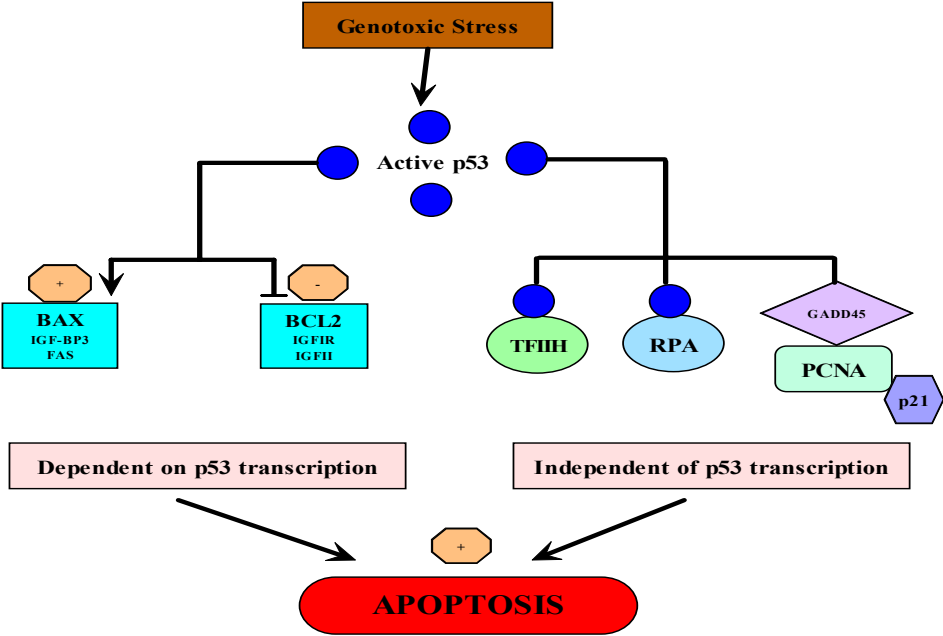 Genotoxic Stress
Active p53
+
-
BAX
IGF-BP3
FAS
BCL2
IGFIR
IGFII
TFIIH
RPA
GADD45
PCNA
p21
Dependent on p53 transcription
Independent of p53 transcription
+
APOPTOSIS